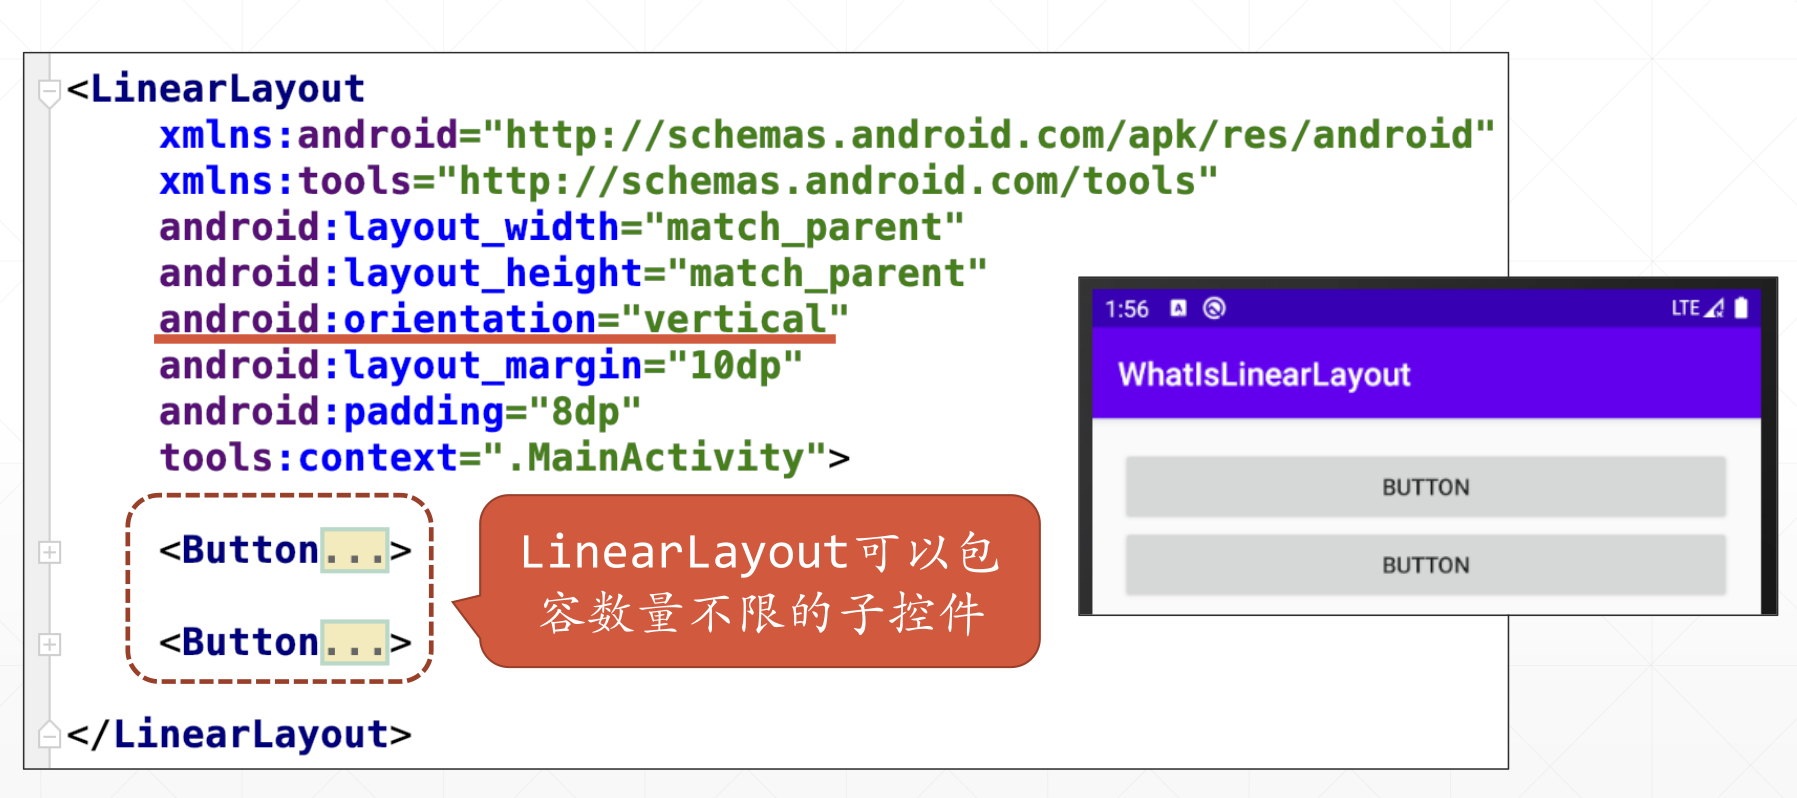 <LinearLayout
xmlns:android="http://schemas.android.com/apk/res/android"
xmlns:tools="http://schemas.android.com/tools"
android:layout_width="match_parent"
android:layout_height="match_parent"
android:orientation="vertical"
android:layout_margin="10dp"
android:padding="8dp"
tools:context=".MainActivity">
<Button...>
<Button...>
</LinearLayout>
LinearLayout可以包
容数量不限的子控件
1:56 LTE
WhatIsLinearLayout
BUTTON
BUTTON